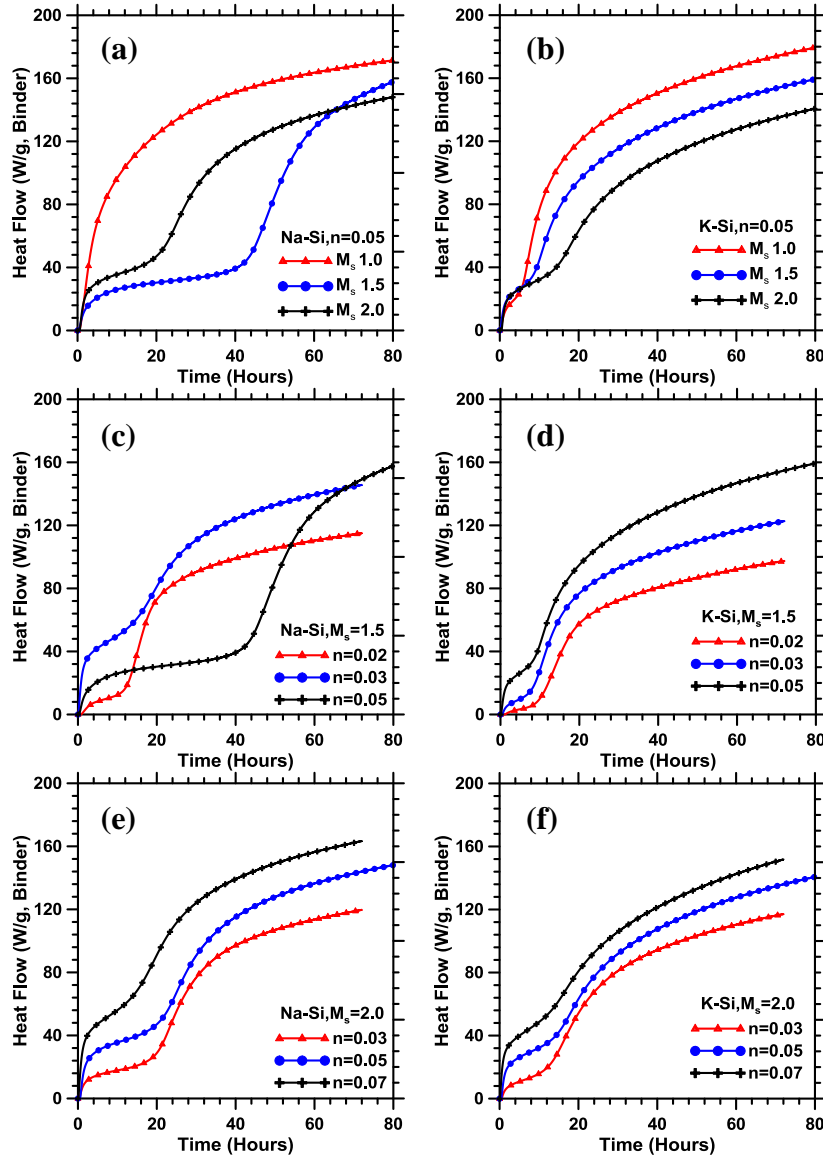 200
160
120
80
40
0
Heat Flow (W/g, Binder)
(a)
Na-Si,n=0.05
Ms 1.0
Ms 1.5
Ms 2.0
0 20 40 60 80
Time (Hours)
200
160
120
80
40
0
Heat Flow (W/g, Binder)
(b)
K-Si,n=0.05
Ms 1.0
Ms 1.5
Ms 2.0
0 20 40 60 80
Time (Hours)
200
160
120
80
40
0
Heat Flow (W/g, Binder)
(c)
Na-Si,Ms=1.5
n=0.02
n=0.03
n=0.05
0 20 40 60 80
Time (Hours)
200
160
120
80
40
0
Heat Flow (W/g, Binder)
(d)
K-Si,Ms=1.5
n=0.02
n=0.03
n=0.05
0 20 40 60 80
Time (Hours)
200
160
120
80
40
0
Heat Flow (W/g, Binder)
(e)
Na-Si,Ms=2.0
n=0.03
n=0.05
n=0.07
0 20 40 60 80
Time (Hours)
200
160
120
80
40
0
Heat Flow (W/g, Binder)
(f)
K-Si,Ms=2.0
n=0.03
n=0.05
n=0.07
0 20 40 60 80
Time (Hours)